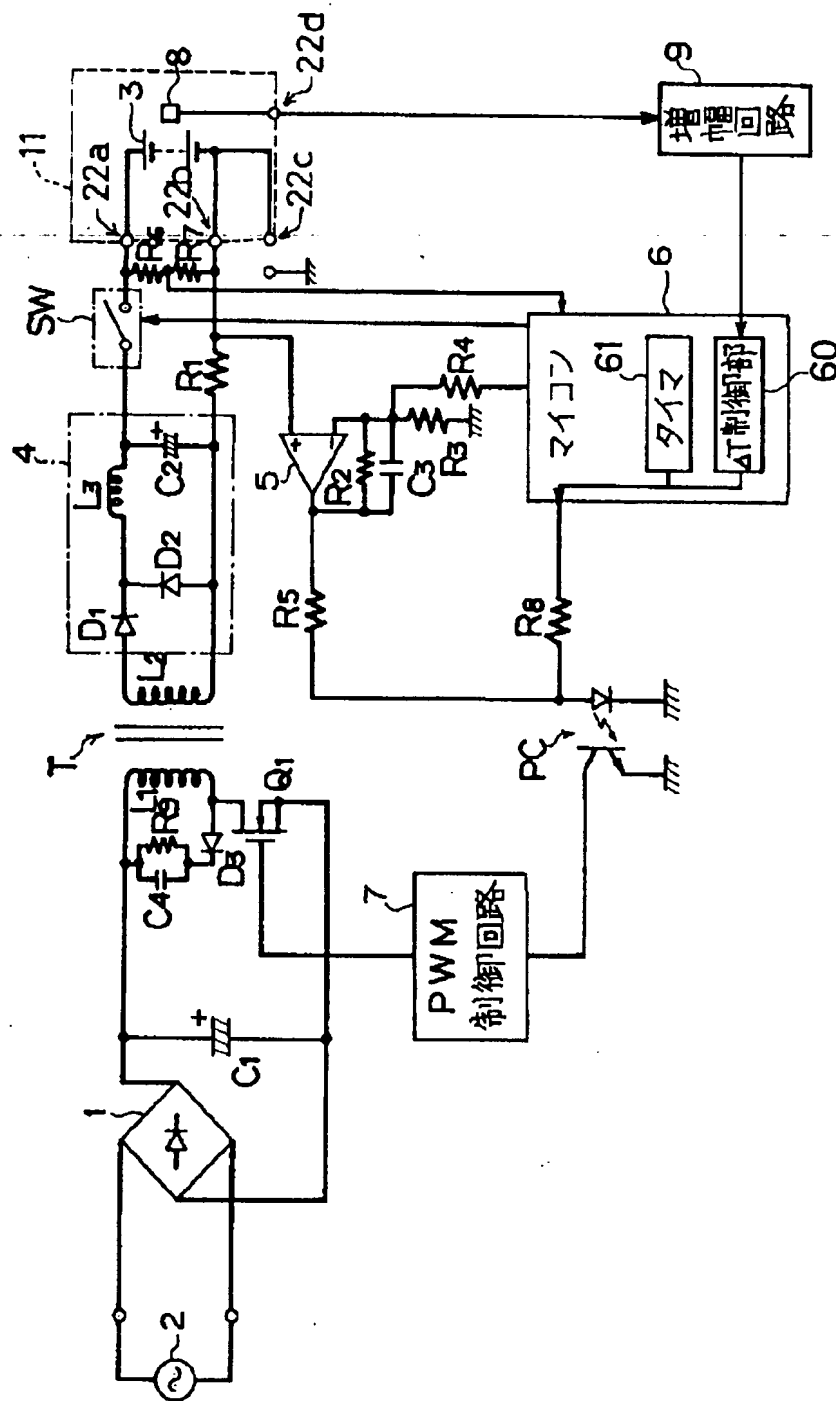 2
1
C1
+
C4
R9
L1
D3
Q1
T
L2
D1
D2
L3
C2
+
4
SW
R1
R6
R7
22a
22b
22c
22d
11
3
8
PWM
制御回路
7
PC
R5
R8
5
+
-
R2
C3
R3
R4
マイコン
6
タイマ
61
ΔT制御部
60
増幅回路
9